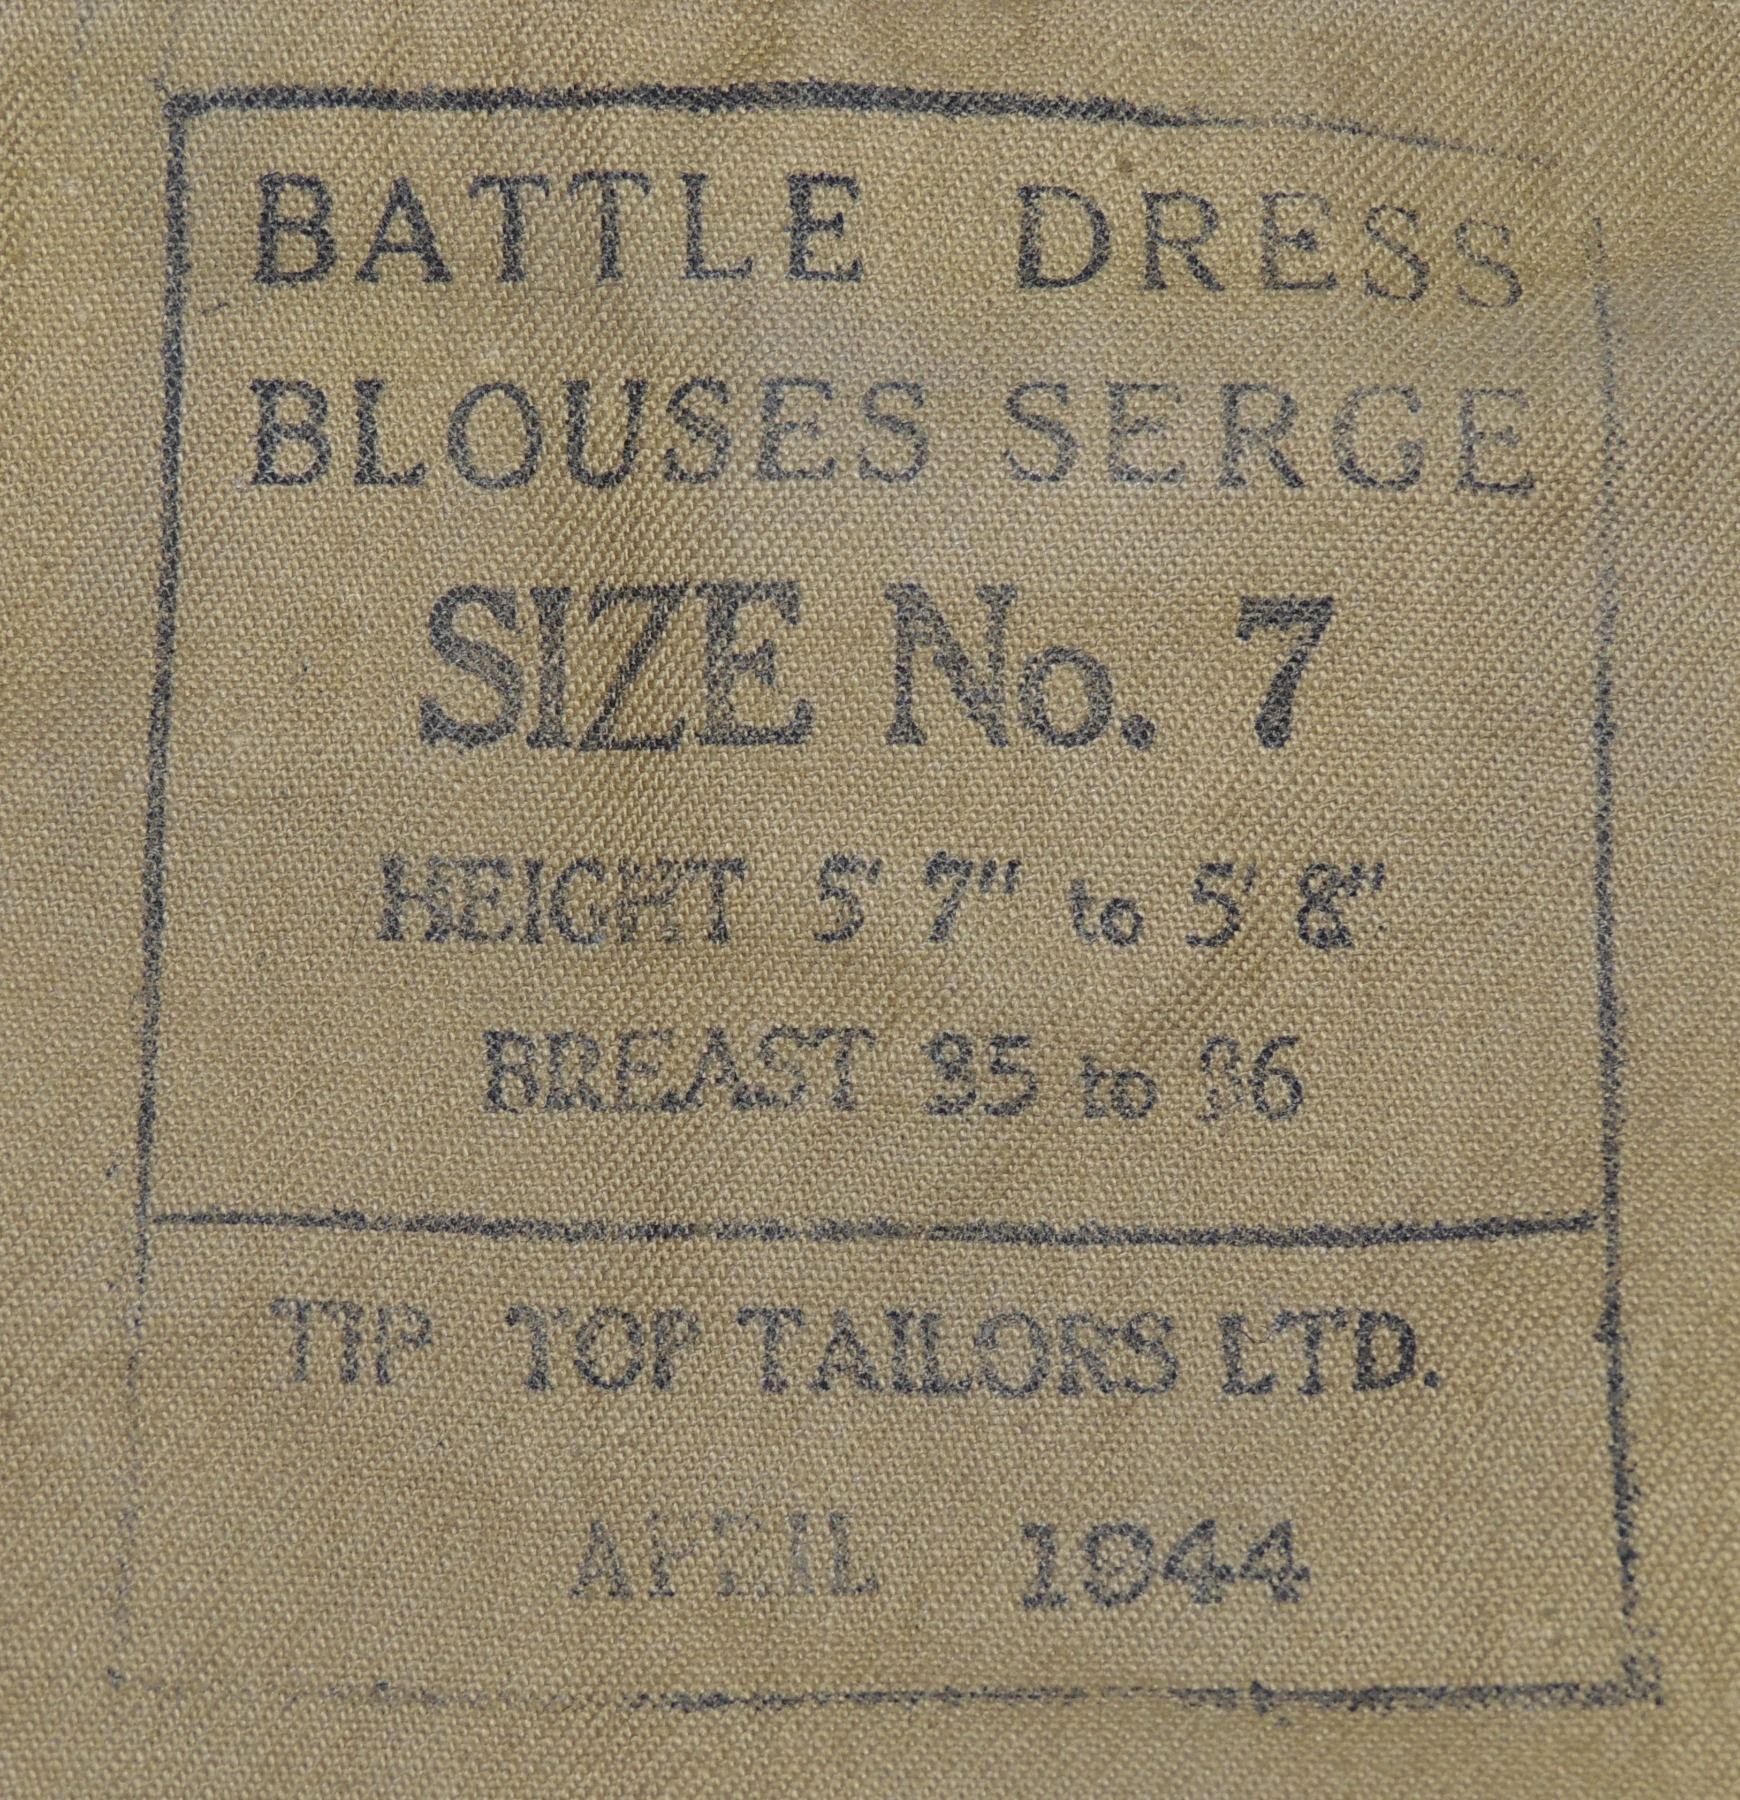 BATTLE DRESS
BLOUSES SERGE
SIZE No. 7
HEIGHT 5' 7" to 5' 8"
BREAST 35 to 36
TIP TOP TAILORS LTD.
APRIL 1944